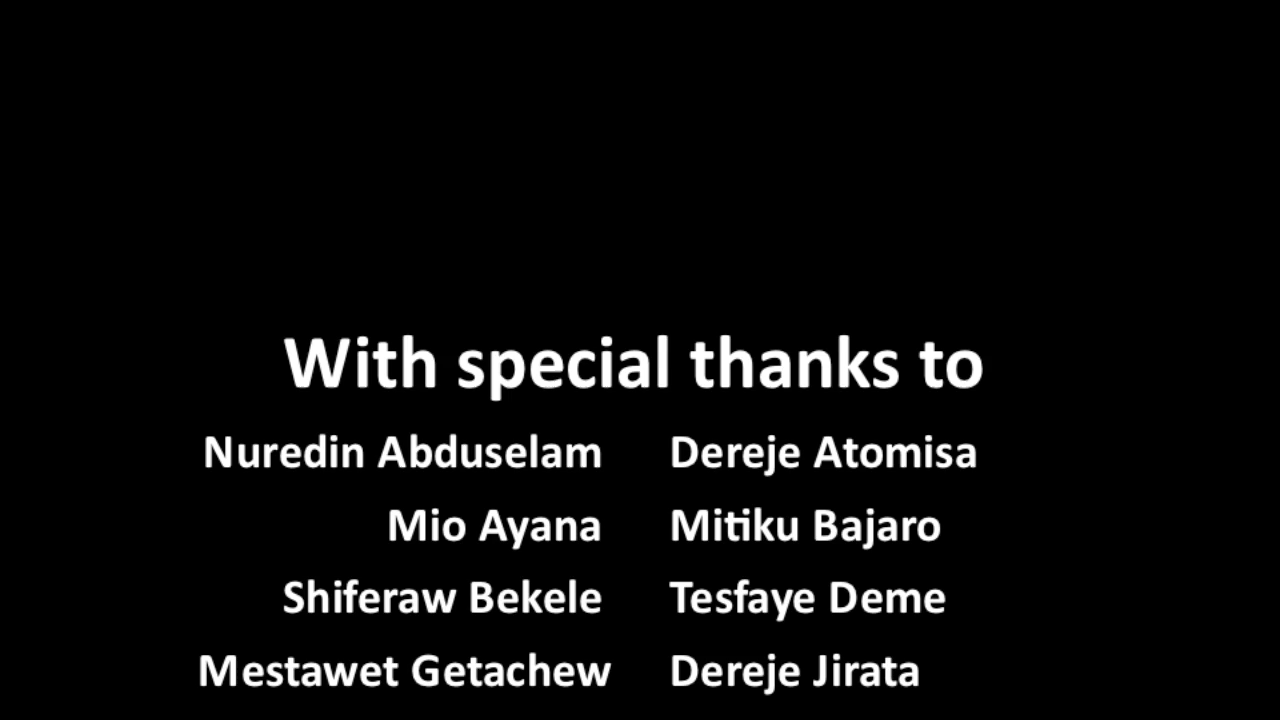 With special thanks to
Nuredin Abduselam Dereje Atomisa
Mio Ayana Mitiku Bajaro
Shiferaw Bekele Tesfaye Deme
Mestawet Getachew Dereje Jirata